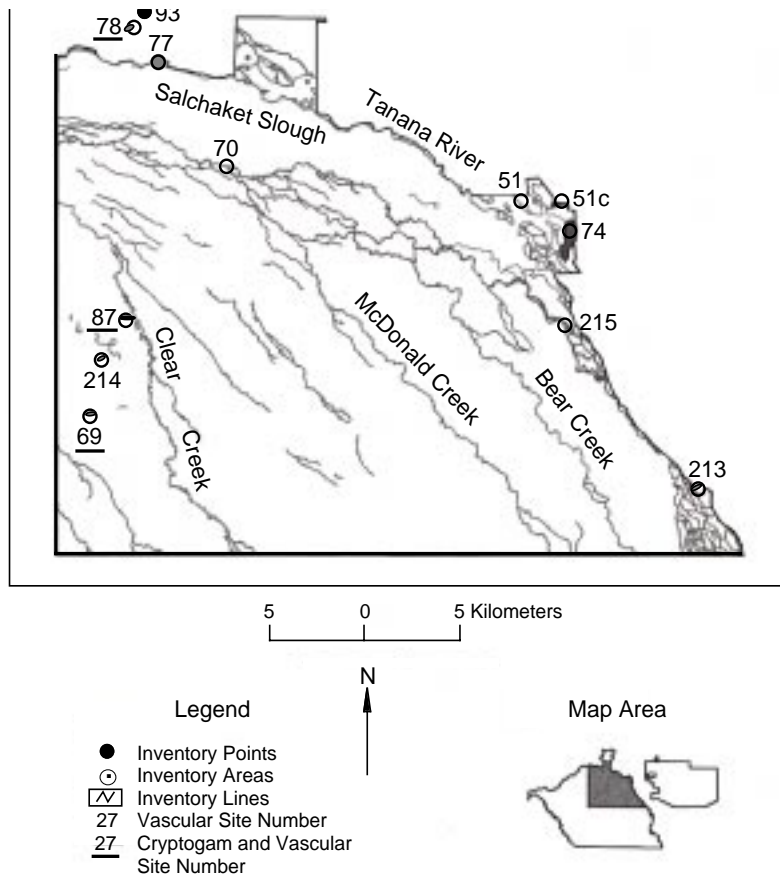 93
78
77
Salchaket Slough
Tanana River
70
51
51c
74
87
Clear Creek
McDonald Creek
215
Bear Creek
214
69
213
5 0 5 Kilometers
N
Legend
Inventory Points
Inventory Areas
Inventory Lines
27 Vascular Site Number
27 Cryptogam and Vascular
Site Number
Map Area